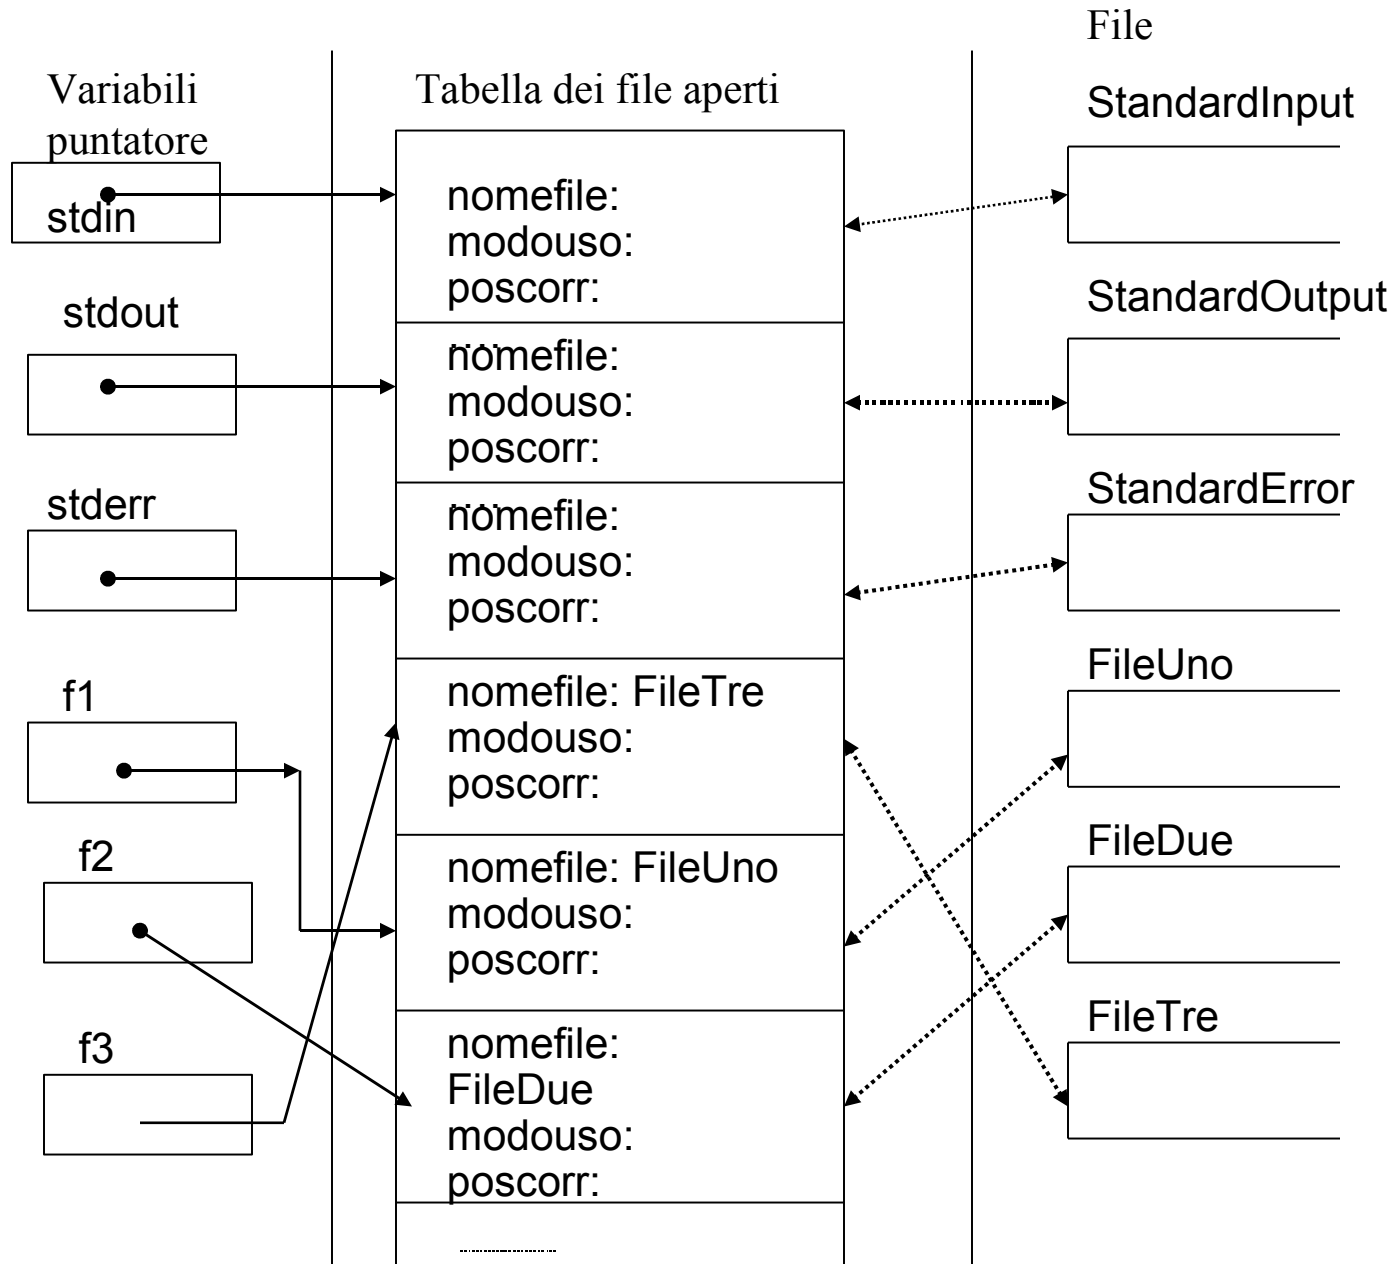 File
Variabili
puntatore
Tabella dei file aperti
StandardInput
stdin
nomefile:
modouso:
poscorr:
stdout
StandardOutput
.....
nomefile:
modouso:
poscorr:
stderr
StandardError
.....
nomefile:
modouso:
poscorr:
f1
nomefile: FileTre
modouso:
poscorr:
FileUno
f2
nomefile: FileUno
modouso:
poscorr:
FileDue
f3
nomefile:
FileDue
modouso:
poscorr:
FileTre